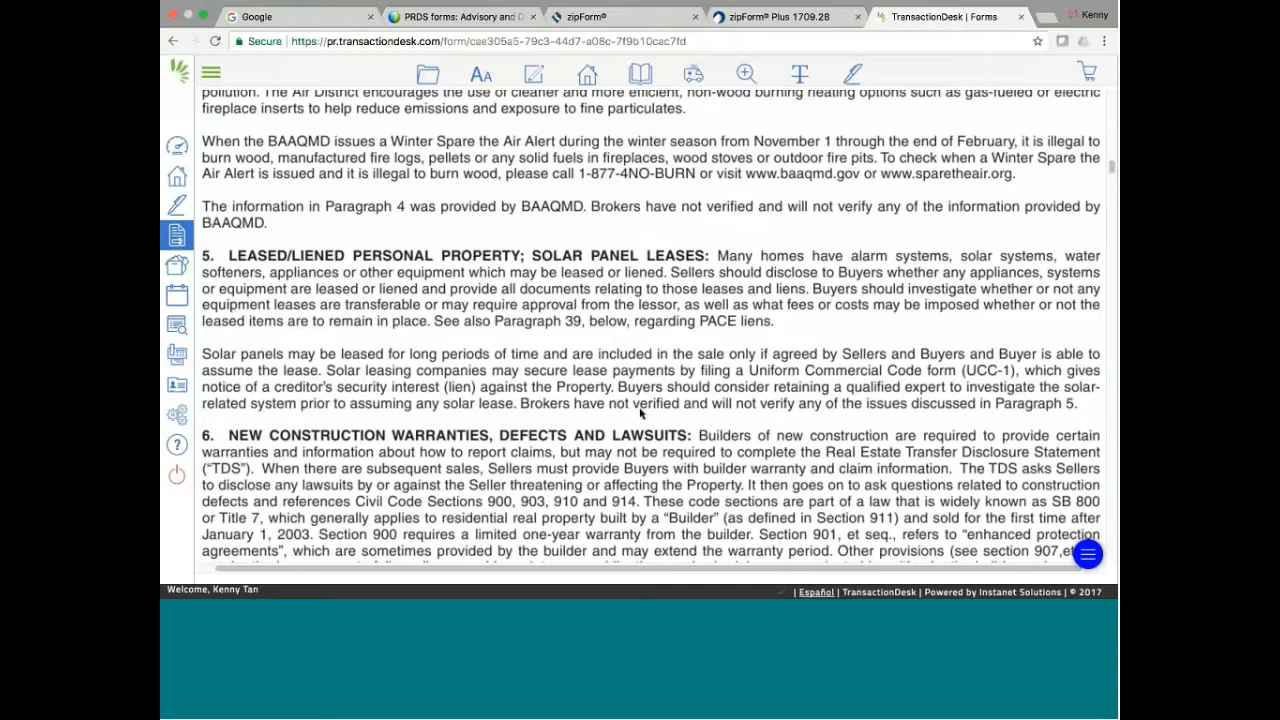 Google
PRDS forms: Advisory and D
zipForm®
zipForm® Plus 1709.28
TransactionDesk | Forms
Kenny
Secure | https://pr.transactiondesk.com/form/cae305a5-79c3-44d7-a08c-7f9b10cac7fd
pollution. The Air District encourages the use of cleaner and more efficient, non-wood burning heating options such as gas-fueled or electric
fireplace inserts to help reduce emissions and exposure to fine particulates.
When the BAAQMD issues a Winter Spare the Air Alert during the winter season from November 1 through the end of February, it is illegal to
burn wood, manufactured fire logs, pellets or any solid fuels in fireplaces, wood stoves or outdoor fire pits. To check when a Winter Spare the
Air Alert is issued and it is illegal to burn wood, please call 1-877-4NO-BURN or visit www.baaqmd.gov or www.sparetheair.org.
The information in Paragraph 4 was provided by BAAQMD. Brokers have not verified and will not verify any of the information provided by
BAAQMD.
5. LEASED/LIENED PERSONAL PROPERTY; SOLAR PANEL LEASES: Many homes have alarm systems, solar systems, water
softeners, appliances or other equipment which may be leased or liened. Sellers should disclose to Buyers whether any appliances, systems
or equipment are leased or liened and provide all documents relating to those leases and liens. Buyers should investigate whether or not any
equipment leases are transferable or may require approval from the lessor, as well as what fees or costs may be imposed whether or not the
leased items are to remain in place. See also Paragraph 39, below, regarding PACE liens.
Solar panels may be leased for long periods of time and are included in the sale only if agreed by Sellers and Buyers and Buyer is able to
assume the lease. Solar leasing companies may secure lease payments by filing a Uniform Commercial Code form (UCC-1), which gives
notice of a creditor's security interest (lien) against the Property. Buyers should consider retaining a qualified expert to investigate the solar-
related system prior to assuming any solar lease. Brokers have not verified and will not verify any of the issues discussed in Paragraph 5.
6. NEW CONSTRUCTION WARRANTIES, DEFECTS AND LAWSUITS: Builders of new construction are required to provide certain
warranties and information about how to report claims, but may not be required to complete the Real Estate Transfer Disclosure Statement
("TDS"). When there are subsequent sales, Sellers must provide Buyers with builder warranty and claim information. The TDS asks Sellers
to disclose any lawsuits by or against the Seller threatening or affecting the Property. It then goes on to ask questions related to construction
defects and references Civil Code Sections 900, 903, 910 and 914. These code sections are part of a law that is widely known as SB 800
or Title 7, which generally applies to residential real property built by a "Builder" (as defined in Section 911) and sold for the first time after
January 1, 2003. Section 900 requires a limited one-year warranty from the builder. Section 901, et seq., refers to "enhanced protection
agreements", which are sometimes provided by the builder and may extend the warranty period. Other provisions (see section 907,et
Welcome, Kenny Tan
| Español | TransactionDesk | Powered by Instanet Solutions | © 2017